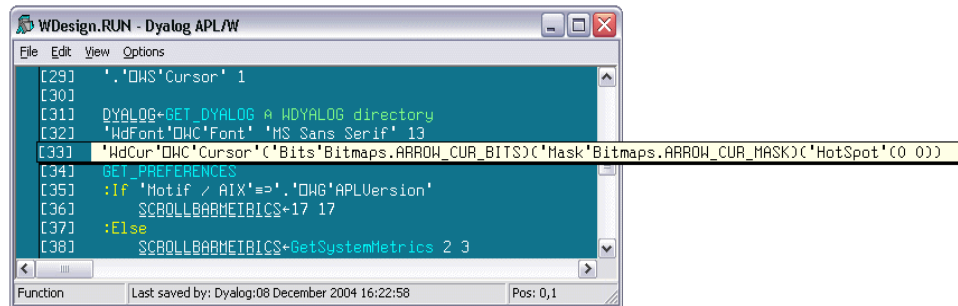 WDesign.RUN - Dyalog APL/W
File Edit View Options
[29] '.'⎕WS'Cursor' 1
[30]
[31] DYALOG←GET_DYALOG ⍝ WDYALOG directory
[32] 'WdFont'⎕WC'Font' 'MS Sans Serif' 13
[33] 'WdCur'⎕WC'Cursor'('Bits'Bitmaps.ARROW_CUR_BITS)('Mask'Bitmaps.ARROW_CUR_MASK)('HotSpot'(0 0))
[34] GET_PREFERENCES
[35] :If 'Motif / AIX'≡⊃'.'⎕WG'APLVersion'
[36] SCROLLBARMETRICS←17 17
[37] :Else
[38] SCROLLBARMETRICS←GetSystemMetrics 2 3
Function Last saved by: Dyalog:08 December 2004 16:22:58 Pos: 0,1